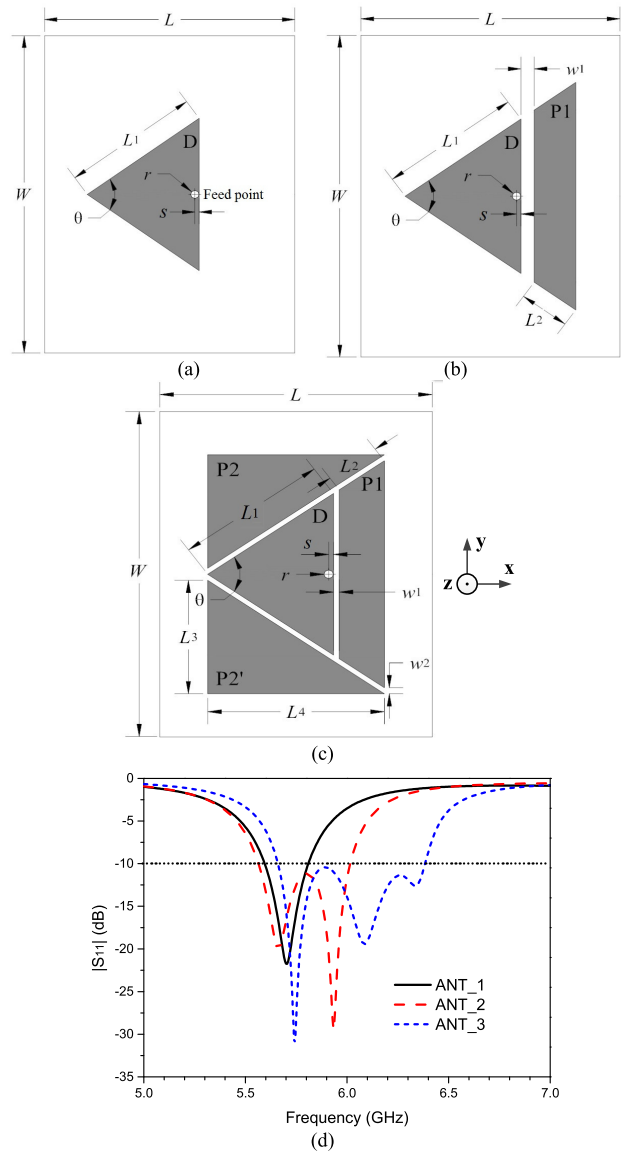 L
L
L1
D
W
r
Feed point
θ
s
(a)
w1
P1
L1
D
W
r
θ
s
L2
(b)
L
P2
L2
P1
L1
D
s
W
r
θ
w1
L3
w2
P2'
L4
(c)
y
z
x
0
-5
-10
-15
-20
-25
-30
-35
|S11| (dB)
ANT_1
ANT_2
ANT_3
5.0 5.5 6.0 6.5 7.0
Frequency (GHz)
(d)